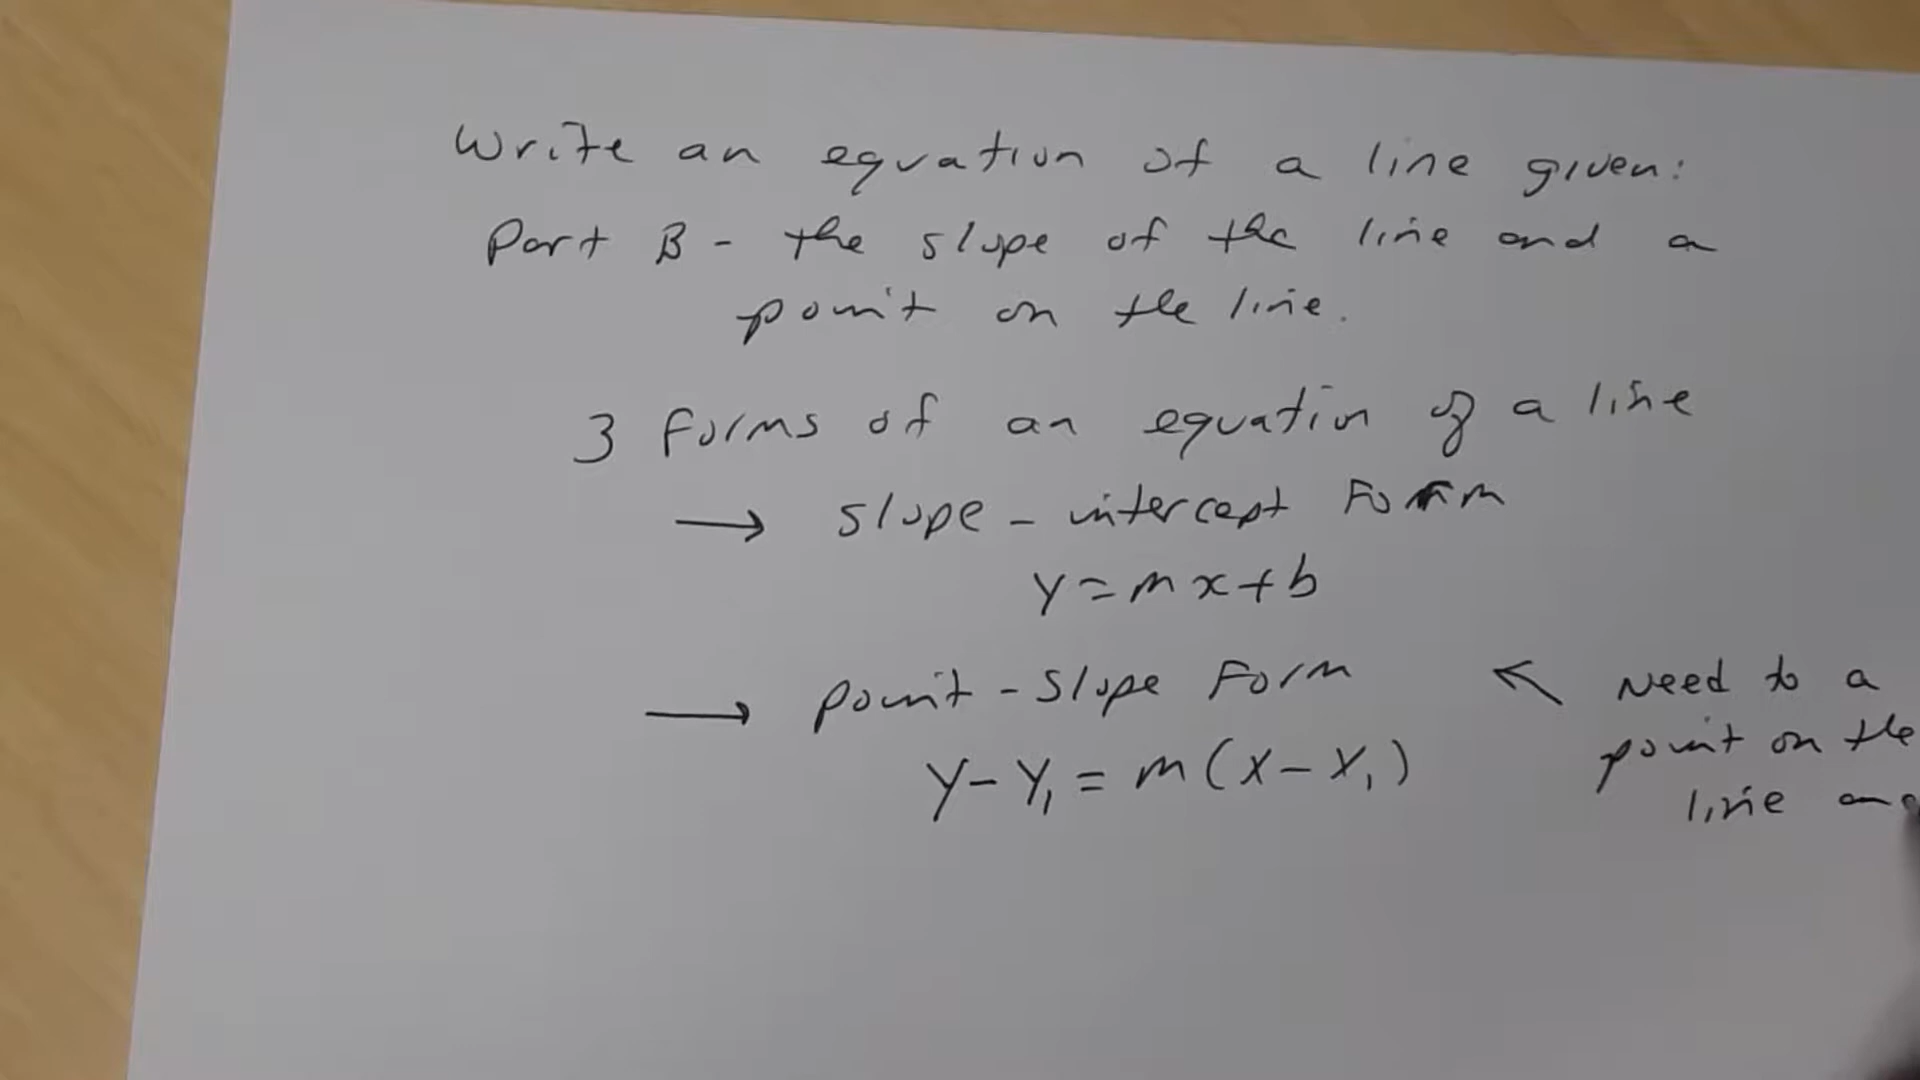 Write an equation of a line given:
Part B - the slope of the line and a
point on the line.
3 Forms of an equation of a line
→ slope - intercept Form
y = mx + b
→ point - slope Form
y - y₁ = m(x - x₁)
← Need to a
point on the
line and